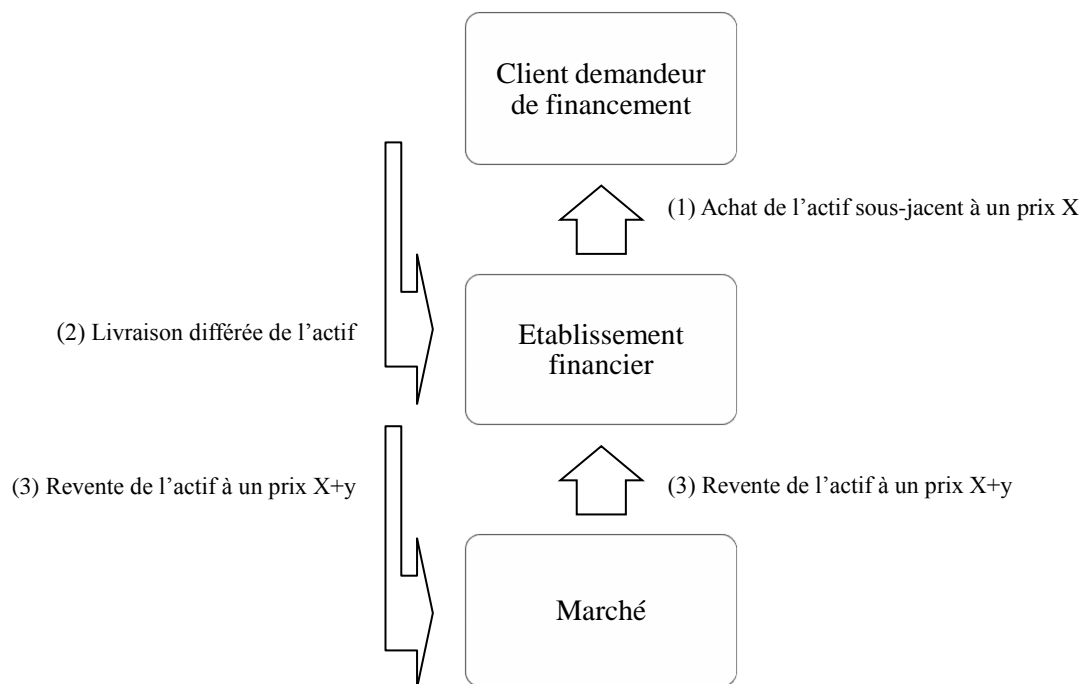 Client demandeur
de financement
(1) Achat de l’actif sous-jacent à un prix X
(2) Livraison différée de l’actif
Etablissement
financier
(3) Revente de l’actif à un prix X+y
(3) Revente de l’actif à un prix X+y
Marché